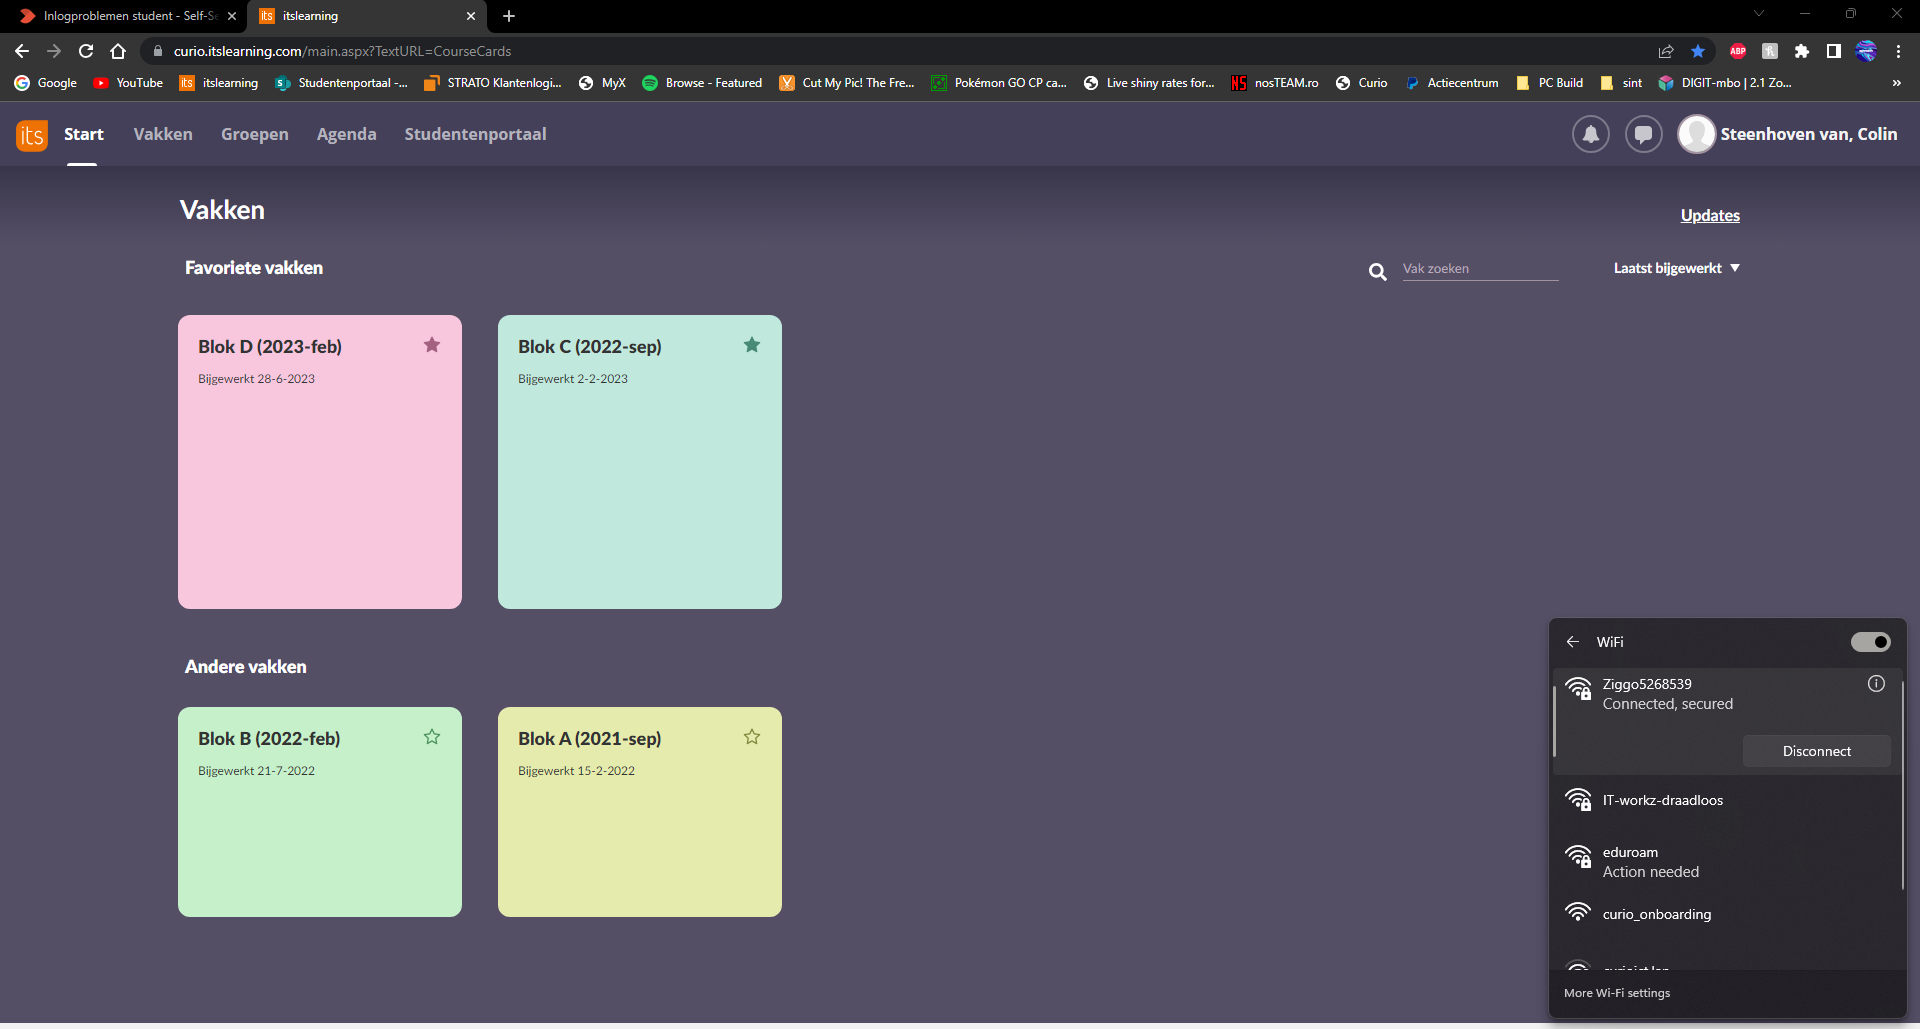 Inlogproblemen student - Self-Se
itslearning
curio.itslearning.com/main.aspx?TextURL=CourseCards
ABP
Google
YouTube
its
itslearning
Studentenportaal -...
STRATO Klantenlogi...
MyX
Browse - Featured
Cut My Pic! The Fre...
Pokémon GO CP ca...
Live shiny rates for...
NS
nosTEAM.ro
Curio
Actiecentrum
PC Build
sint
DIGIT-mbo | 2.1 Zo...
»
its
Start
Vakken
Groepen
Agenda
Studentenportaal
Steenhoven van, Colin
Vakken
Updates
Favoriete vakken
Vak zoeken
Laatst bijgewerkt
Blok D (2023-feb)
Bijgewerkt 28-6-2023
Blok C (2022-sep)
Bijgewerkt 2-2-2023
Andere vakken
Blok B (2022-feb)
Bijgewerkt 21-7-2022
Blok A (2021-sep)
Bijgewerkt 15-2-2022
WiFi
Ziggo5268539
Connected, secured
Disconnect
IT-workz-draadloos
eduroam
Action needed
curio_onboarding
More Wi-Fi settings